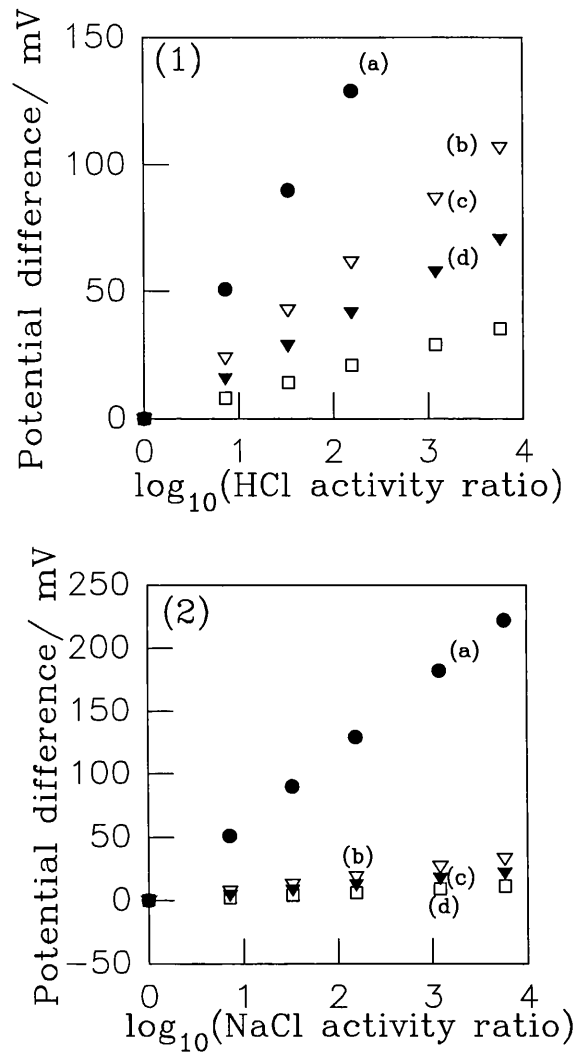 (1)
(a)
(b)
(c)
(d)
150
100
50
0
0 1 2 3 4
Potential difference/ mV
log10(HCl activity ratio)
(2)
(a)
(b)
(c)
(d)
250
200
150
100
50
0
-50
0 1 2 3 4
Potential difference/ mV
log10(NaCl activity ratio)